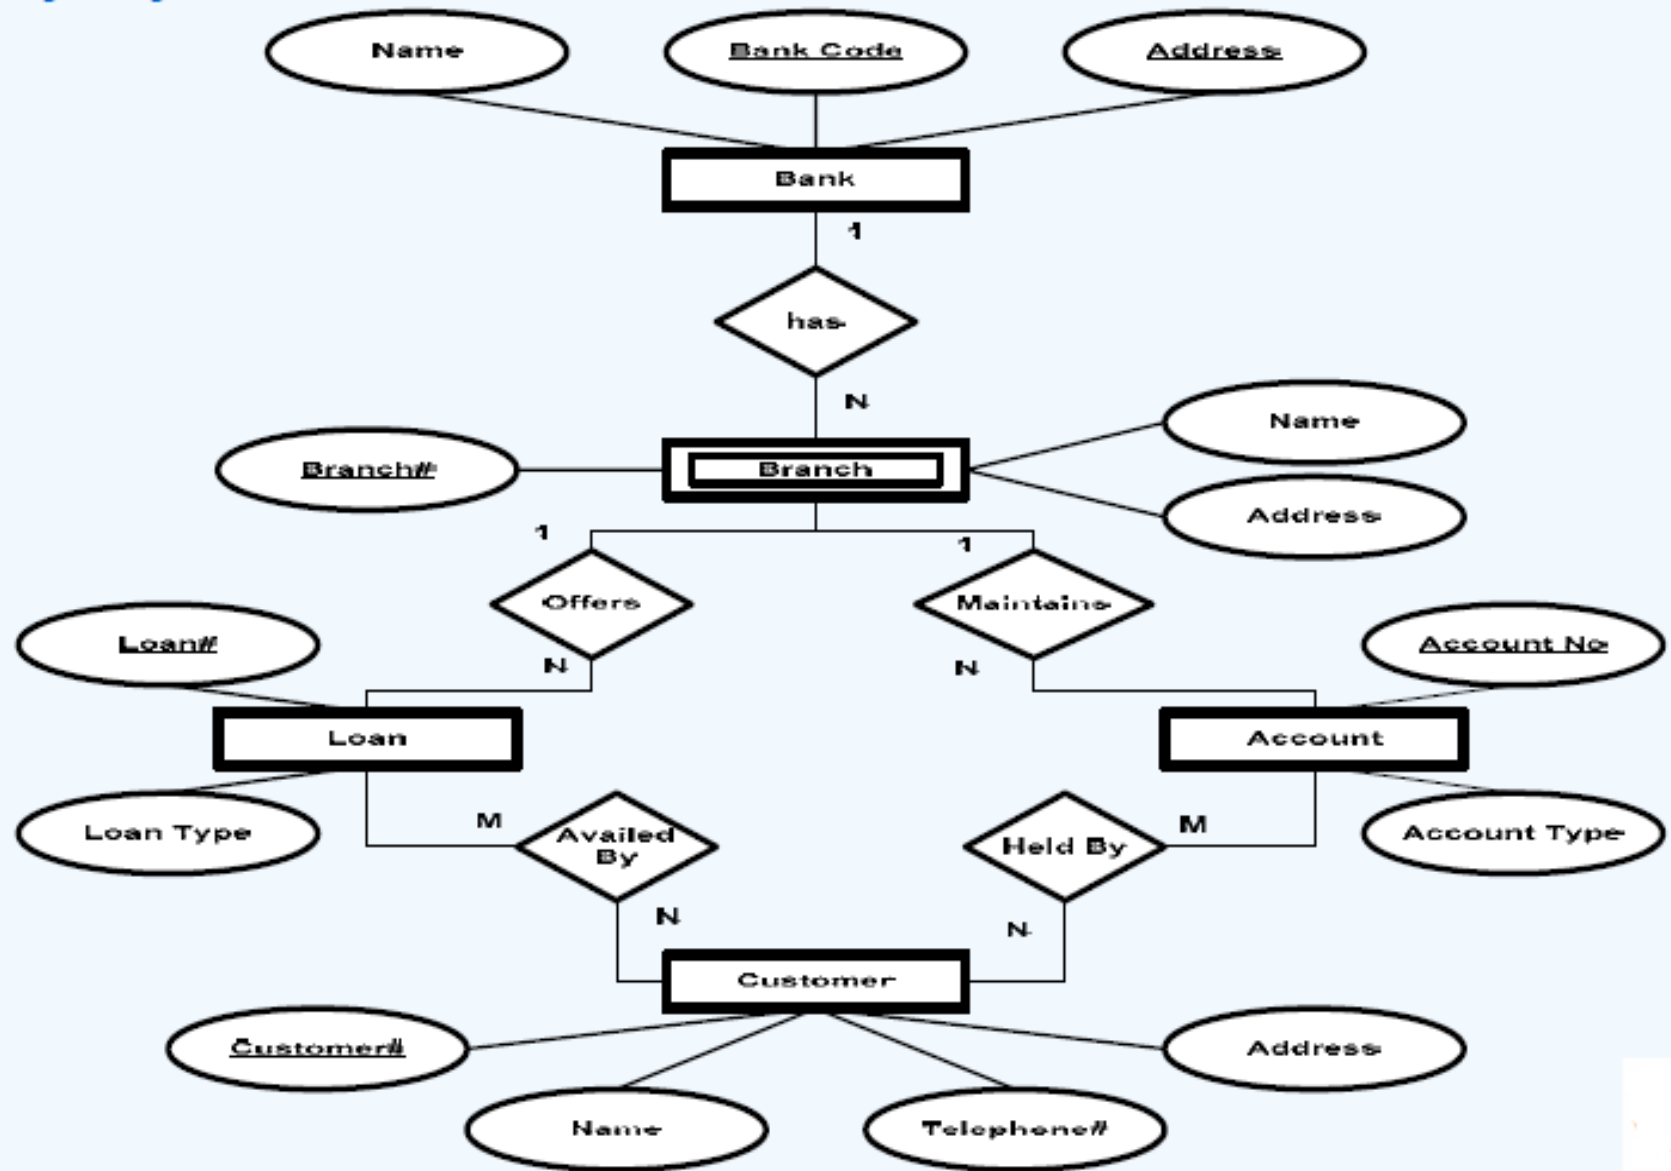 Name
Bank Code
Address
Bank
1
has
N
Name
Branch#
Branch
Address
1
1
Offers
Maintains
N
N
Loan#
Account No
Loan
Account
Loan Type
M
Availed
By
Held By
M
Account Type
N
N
Customer
Customer#
Address
Name
Telephone#